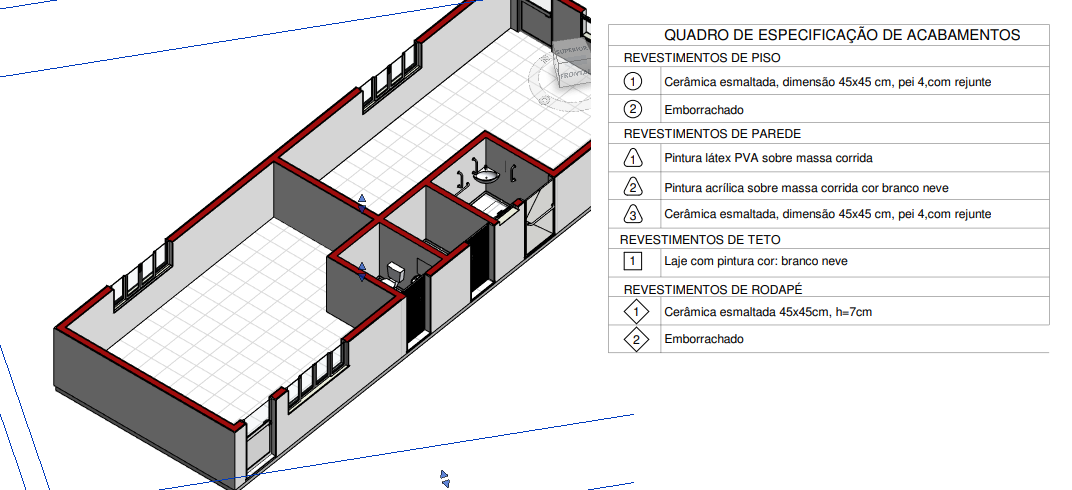 SUPERIOR
FRONTAL
QUADRO DE ESPECIFICAÇÃO DE ACABAMENTOS
REVESTIMENTOS DE PISO
1 Cerâmica esmaltada, dimensão 45x45 cm, pei 4,com rejunte
2 Emborrachado
REVESTIMENTOS DE PAREDE
1 Pintura látex PVA sobre massa corrida
2 Pintura acrílica sobre massa corrida cor branco neve
3 Cerâmica esmaltada, dimensão 45x45 cm, pei 4,com rejunte
REVESTIMENTOS DE TETO
1 Laje com pintura cor: branco neve
REVESTIMENTOS DE RODAPÉ
1 Cerâmica esmaltada 45x45cm, h=7cm
2 Emborrachado